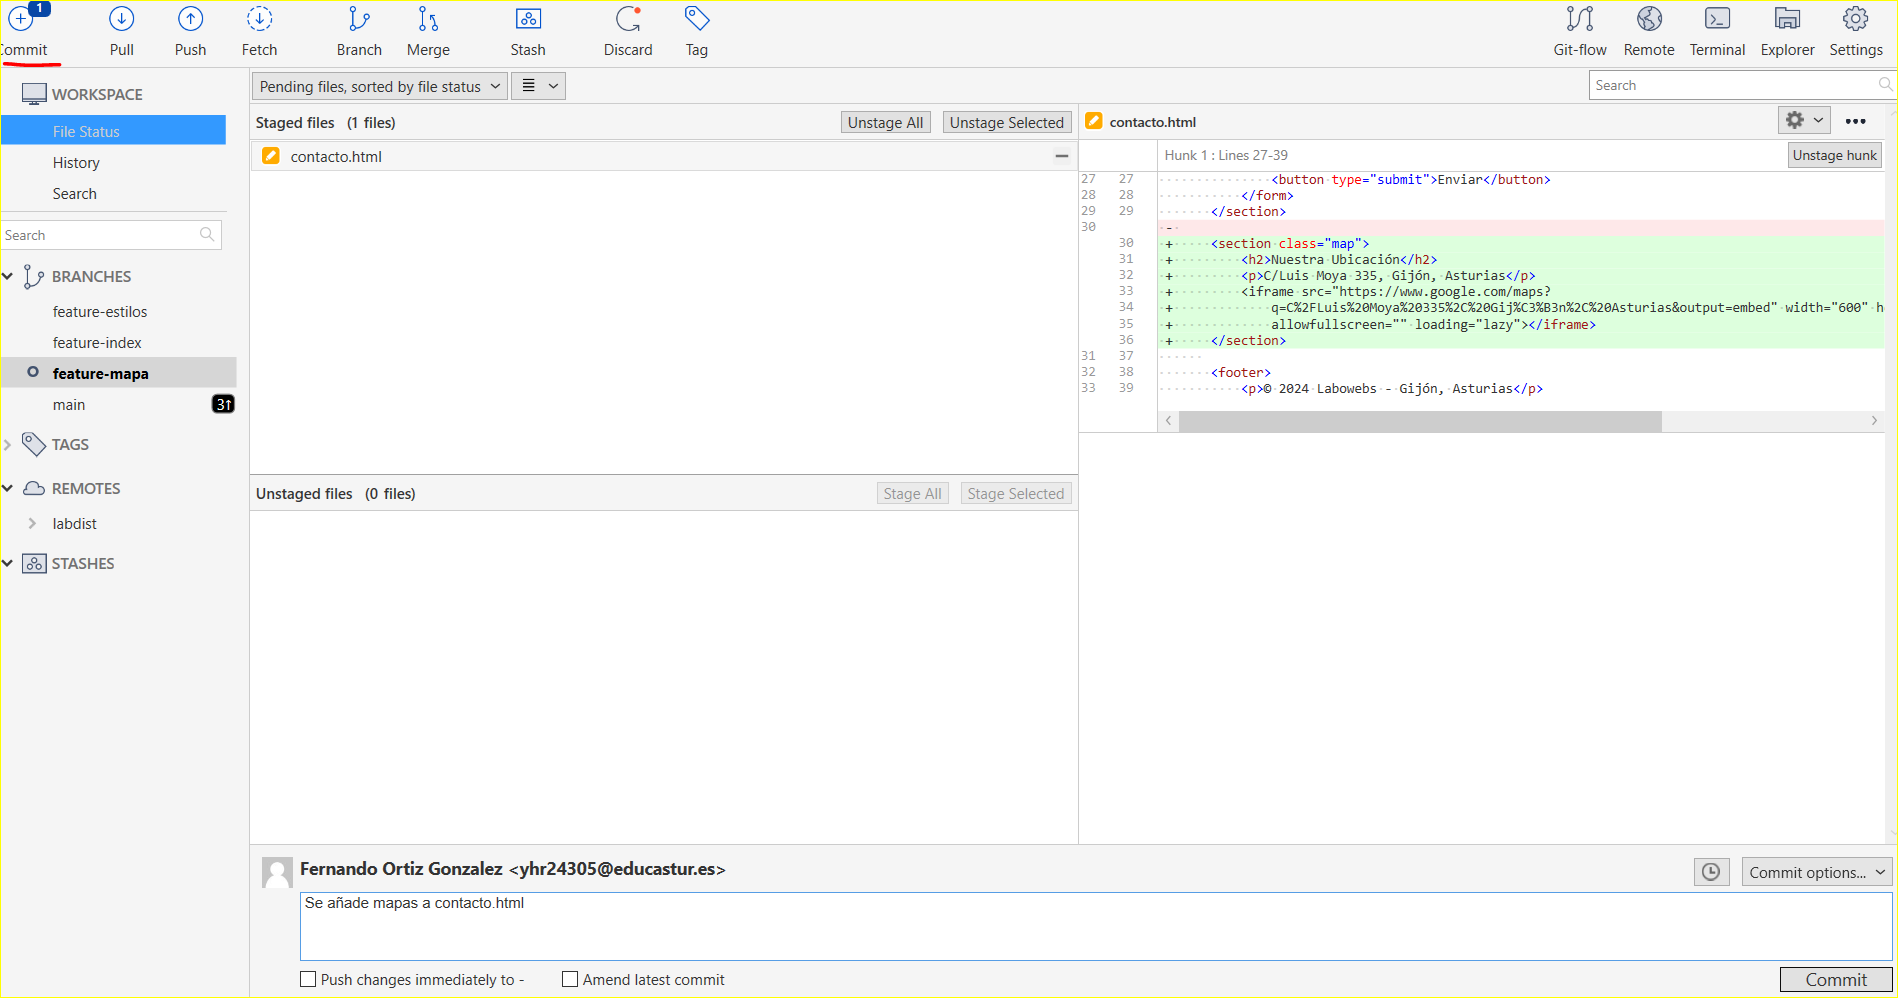 1
Commit
Pull
Push
Fetch
Branch
Merge
Stash
Discard
Tag
Git-flow
Remote
Terminal
Explorer
Settings
WORKSPACE
File Status
History
Search
Search
BRANCHES
feature-estilos
feature-index
feature-mapa
main 3↑
TAGS
REMOTES
labdist
STASHES
Pending files, sorted by file status
Search
Staged files (1 files) Unstage All Unstage Selected
contacto.html
Unstaged files (0 files) Stage All Stage Selected
contacto.html
Hunk 1 : Lines 27-39 Unstage hunk
27 27 <button type="submit">Enviar</button>
28 28 </form>
29 29 </section>
30 -
30 + <section class="map">
31 + <h2>Nuestra Ubicación</h2>
32 + <p>C/Luis Moya 335, Gijón, Asturias</p>
33 + <iframe src="https://www.google.com/maps?
34 + q=C%2FLuis%20Moya%20335%2C%20Gij%C3%B3n%2C%20Asturias&output=embed" width="600" h
35 + allowfullscreen="" loading="lazy"></iframe>
36 + </section>
31 37
32 38 <footer>
33 39 <p>© 2024 Labowebs - Gijón, Asturias</p>
Fernando Ortiz Gonzalez <yhr24305@educastur.es>
Commit options...
Se añade mapas a contacto.html
Push changes immediately to -
Amend latest commit
Commit